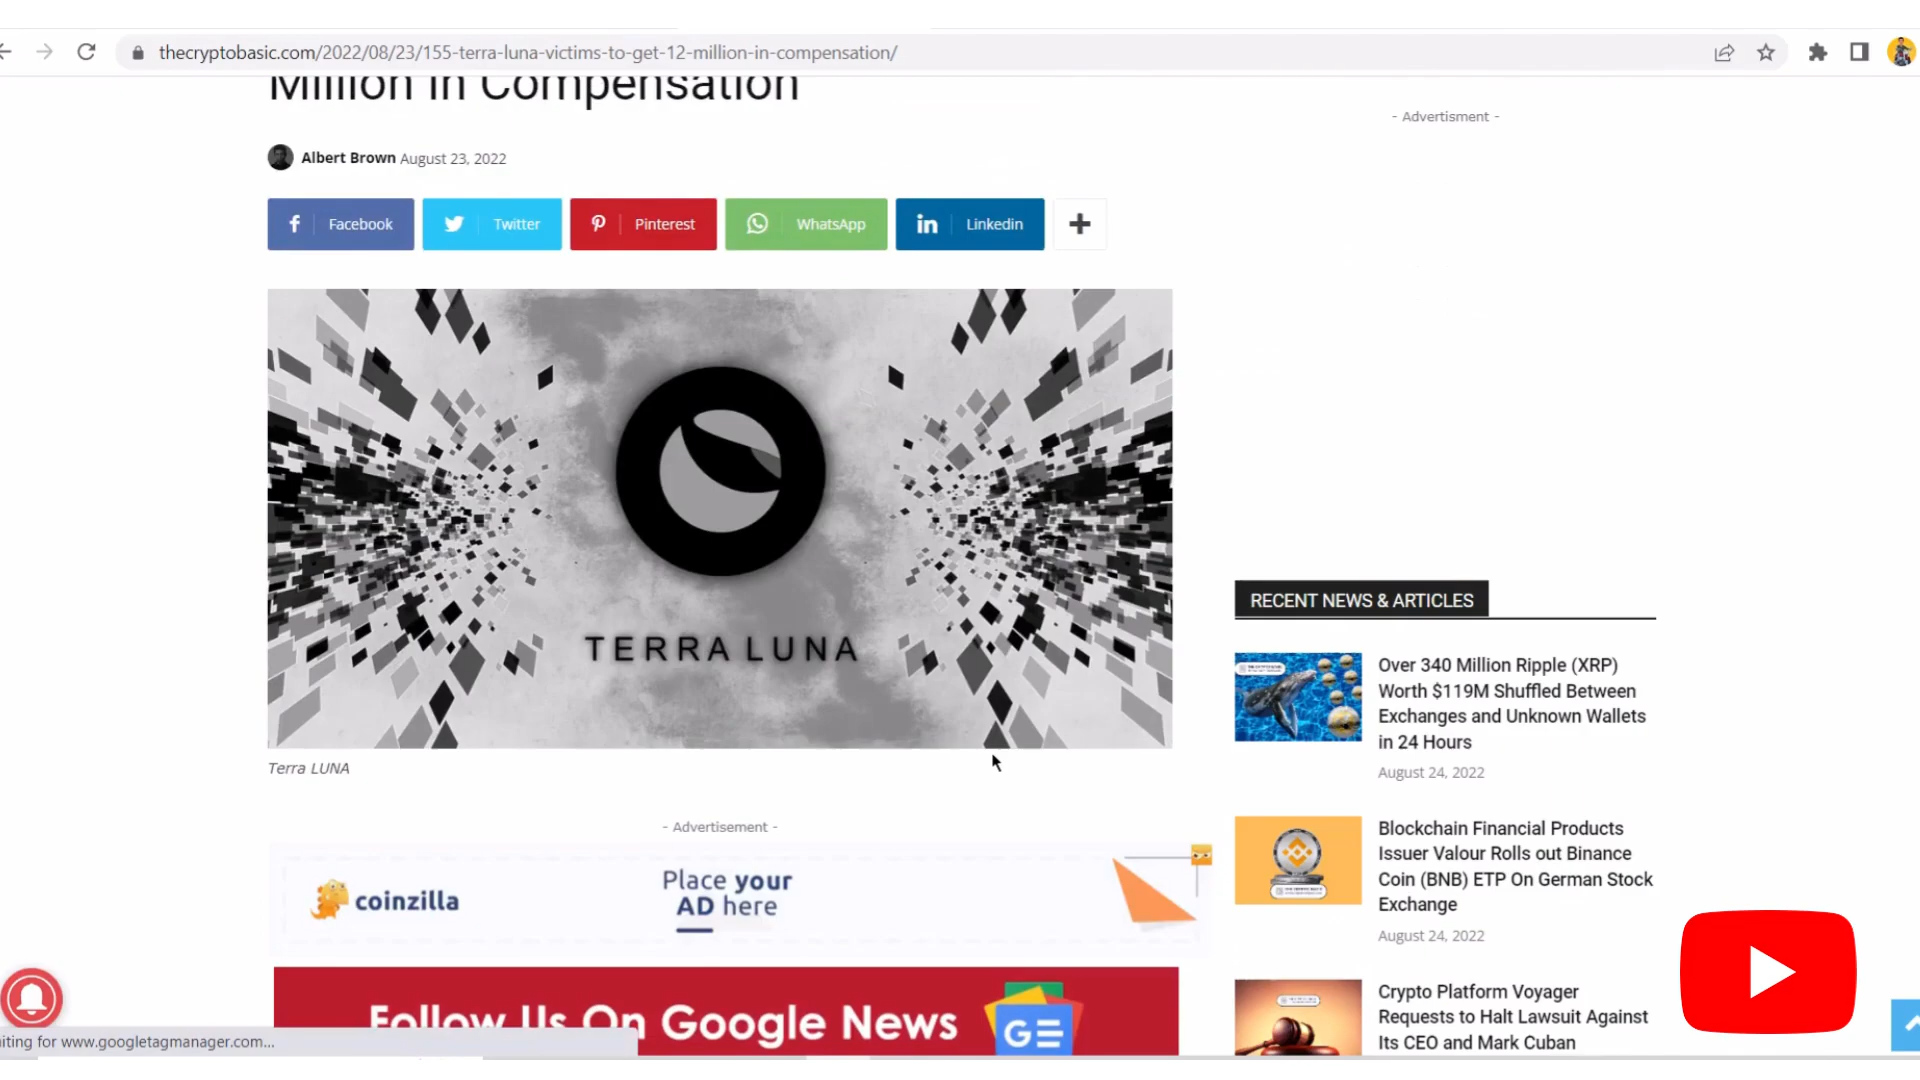 thecryptobasic.com/2022/08/23/155-terra-luna-victims-to-get-12-million-in-compensation/
Million in Compensation
Albert Brown August 23, 2022
Facebook
Twitter
Pinterest
WhatsApp
Linkedin
TERRA LUNA
Terra LUNA
- Advertisement -
coinzilla
Place your
AD here
Follow Us On Google News
GE
- Advertisment -
RECENT NEWS & ARTICLES
Over 340 Million Ripple (XRP)
Worth $119M Shuffled Between
Exchanges and Unknown Wallets
in 24 Hours
August 24, 2022
Blockchain Financial Products
Issuer Valour Rolls out Binance
Coin (BNB) ETP On German Stock
Exchange
August 24, 2022
Crypto Platform Voyager
Requests to Halt Lawsuit Against
Its CEO and Mark Cuban
iting for www.googletagmanager.com...